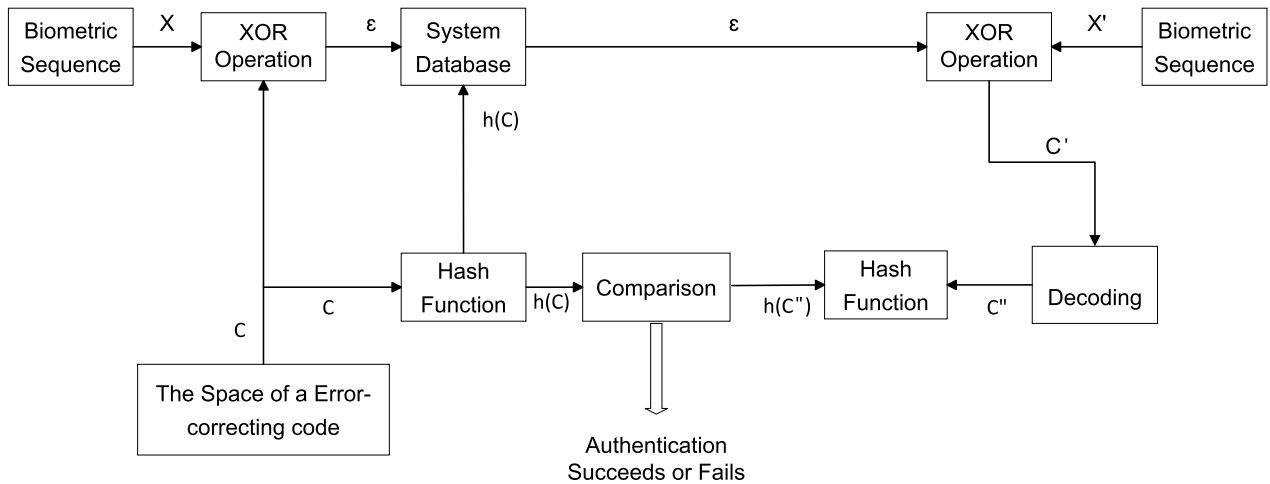 Biometric
Sequence
X
XOR
Operation
ε
System
Database
ε
XOR
Operation
X'
Biometric
Sequence
h(C)
C'
Hash
Function
h(C)
Comparison
h(C")
Hash
Function
C"
Decoding
C
C
The Space of a Error-
correcting code
Authentication
Succeeds or Fails